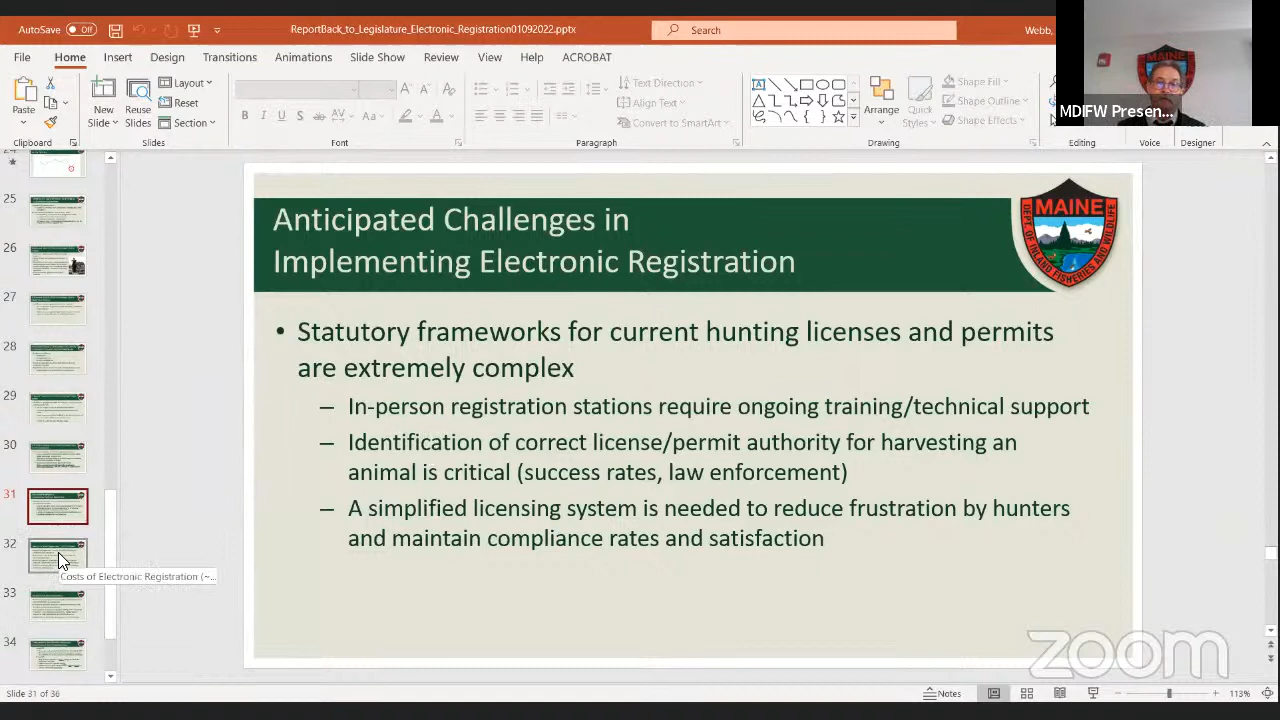 AutoSave Off
ReportBack_to_Legislature_Electronic_Registration01092022.pptx
Search
Webb,
File Home Insert Design Transitions Animations Slide Show Review View Help ACROBAT
Paste
New Slide
Reuse Slides
Layout
Reset
Section
B I U S ab AV Aa A
Text Direction
Align Text
Convert to SmartArt
Arrange
Quick Styles
Shape Fill
Shape Outline
Shape Effects
Clipboard Slides Font Paragraph Drawing Editing Voice Designer
MDIFW Presen...
24
25
26
27
28
29
30
31
32
33
34
Costs of Electronic Registration (~...
Anticipated Challenges in
Implementing Electronic Registration
MAINE
DEPT. OF INLAND FISHERIES AND WILDLIFE
• Statutory frameworks for current hunting licenses and permits
are extremely complex
– In-person registration stations require ongoing training/technical support
– Identification of correct license/permit authority for harvesting an
animal is critical (success rates, law enforcement)
– A simplified licensing system is needed to reduce frustration by hunters
and maintain compliance rates and satisfaction
zoom
Slide 31 of 36
Notes
113%